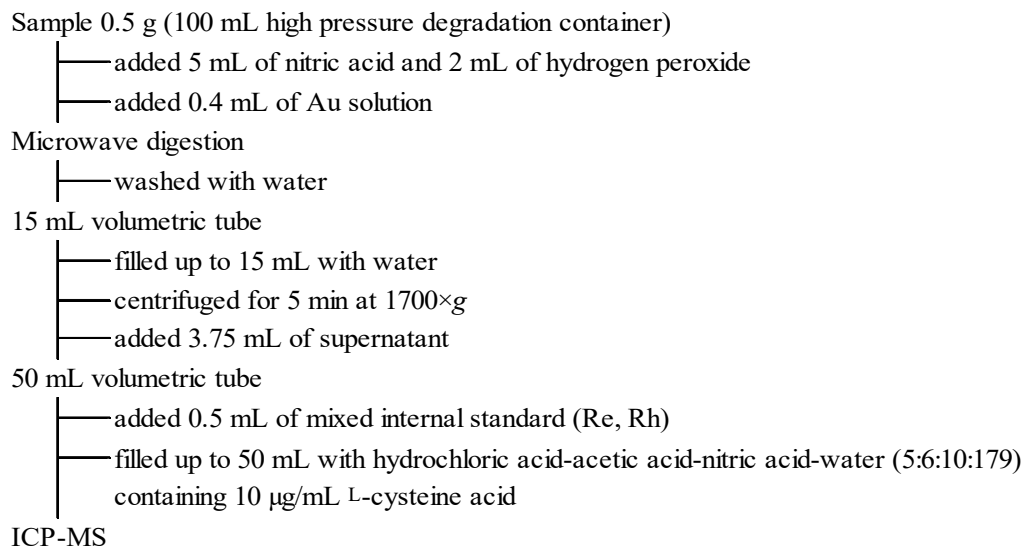 Sample 0.5 g (100 mL high pressure degradation container)
added 5 mL of nitric acid and 2 mL of hydrogen peroxide
added 0.4 mL of Au solution
Microwave digestion
washed with water
15 mL volumetric tube
filled up to 15 mL with water
centrifuged for 5 min at 1700×g
added 3.75 mL of supernatant
50 mL volumetric tube
added 0.5 mL of mixed internal standard (Re, Rh)
filled up to 50 mL with hydrochloric acid-acetic acid-nitric acid-water (5:6:10:179)
containing 10 μg/mL L-cysteine acid
ICP-MS